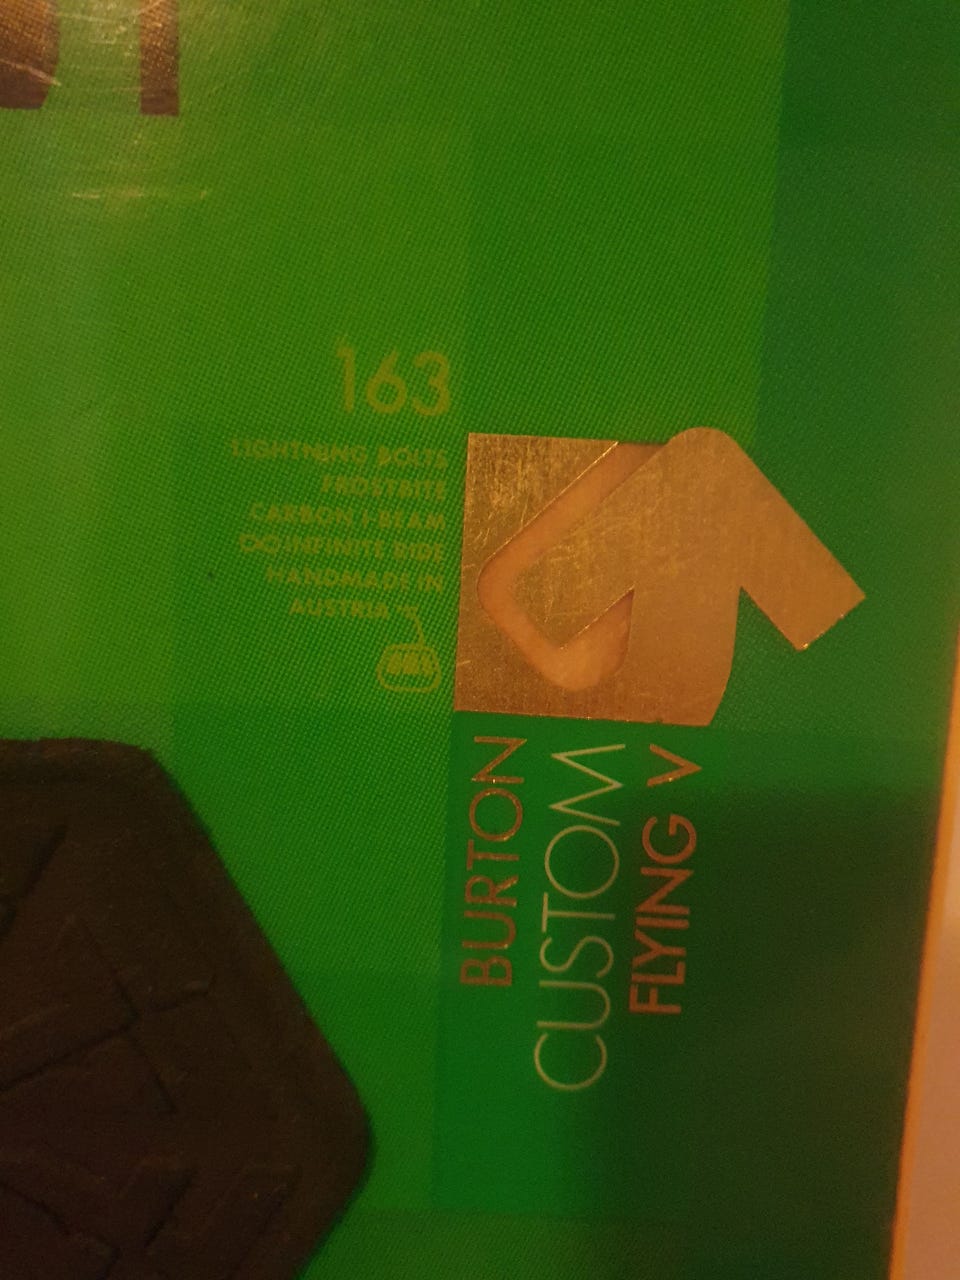 163
LIGHTNING BOLTS
FROSTBITE
CARBON I-BEAM
INFINITE RIDE
HANDMADE IN
AUSTRIA
BURTON
CUSTOM
FLYING V